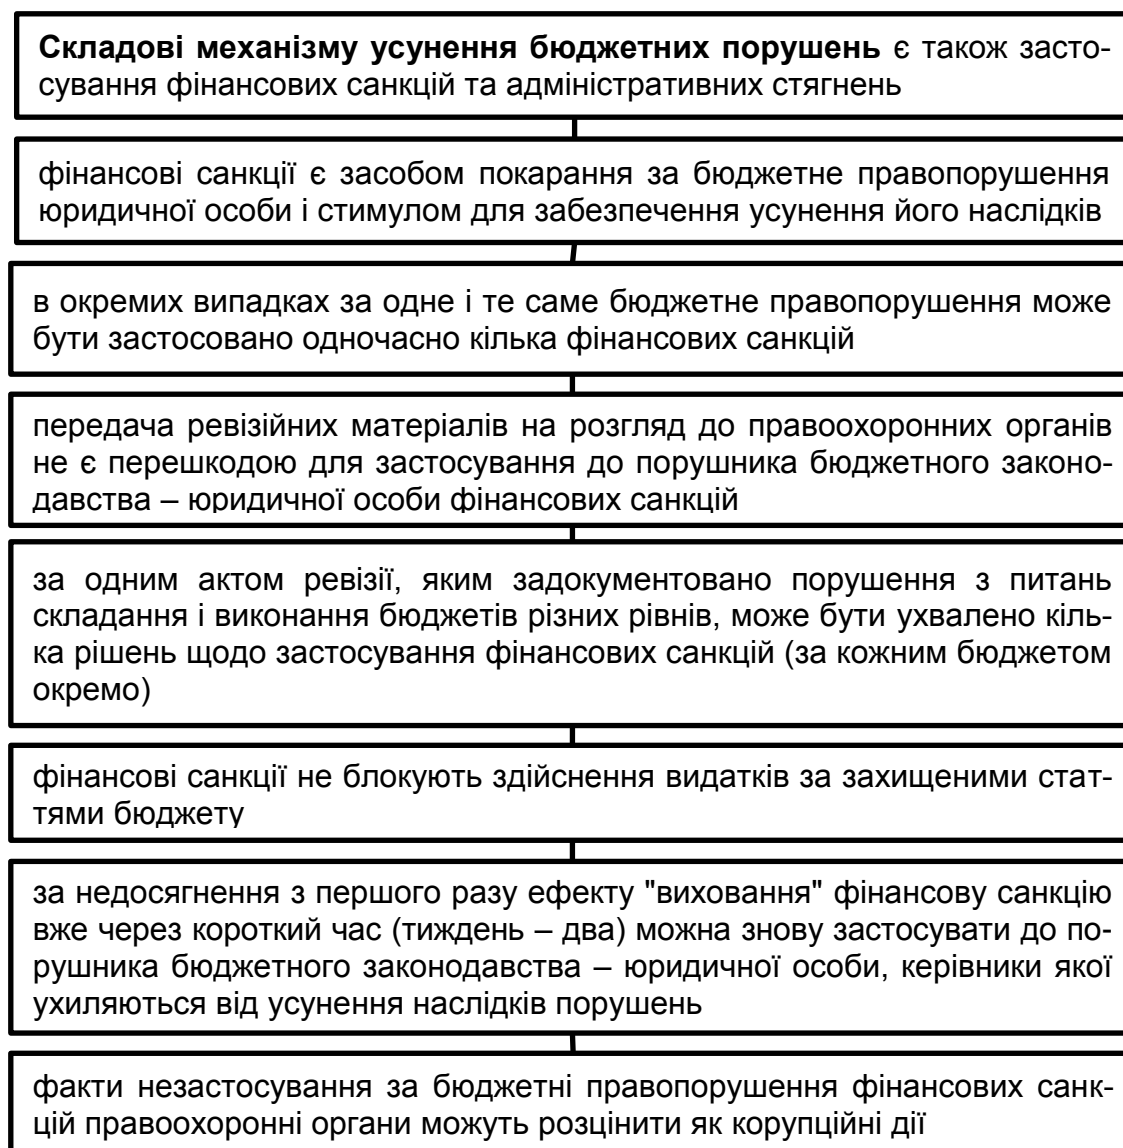 Складові механізму усунення бюджетних порушень є також засто-
сування фінансових санкцій та адміністративних стягнень
фінансові санкції є засобом покарання за бюджетне правопорушення
юридичної особи і стимулом для забезпечення усунення його наслідків
в окремих випадках за одне і те саме бюджетне правопорушення може
бути застосовано одночасно кілька фінансових санкцій
передача ревізійних матеріалів на розгляд до правоохоронних органів
не є перешкодою для застосування до порушника бюджетного законо-
давства – юридичної особи фінансових санкцій
за одним актом ревізії, яким задокументовано порушення з питань
складання і виконання бюджетів різних рівнів, може бути ухвалено кіль-
ка рішень щодо застосування фінансових санкцій (за кожним бюджетом
окремо)
фінансові санкції не блокують здійснення видатків за захищеними стат-
тями бюджету
за недосягнення з першого разу ефекту "виховання" фінансову санкцію
вже через короткий час (тиждень – два) можна знову застосувати до по-
рушника бюджетного законодавства – юридичної особи, керівники якої
ухиляються від усунення наслідків порушень
факти незастосування за бюджетні правопорушення фінансових санк-
цій правоохоронні органи можуть розцінити як корупційні дії